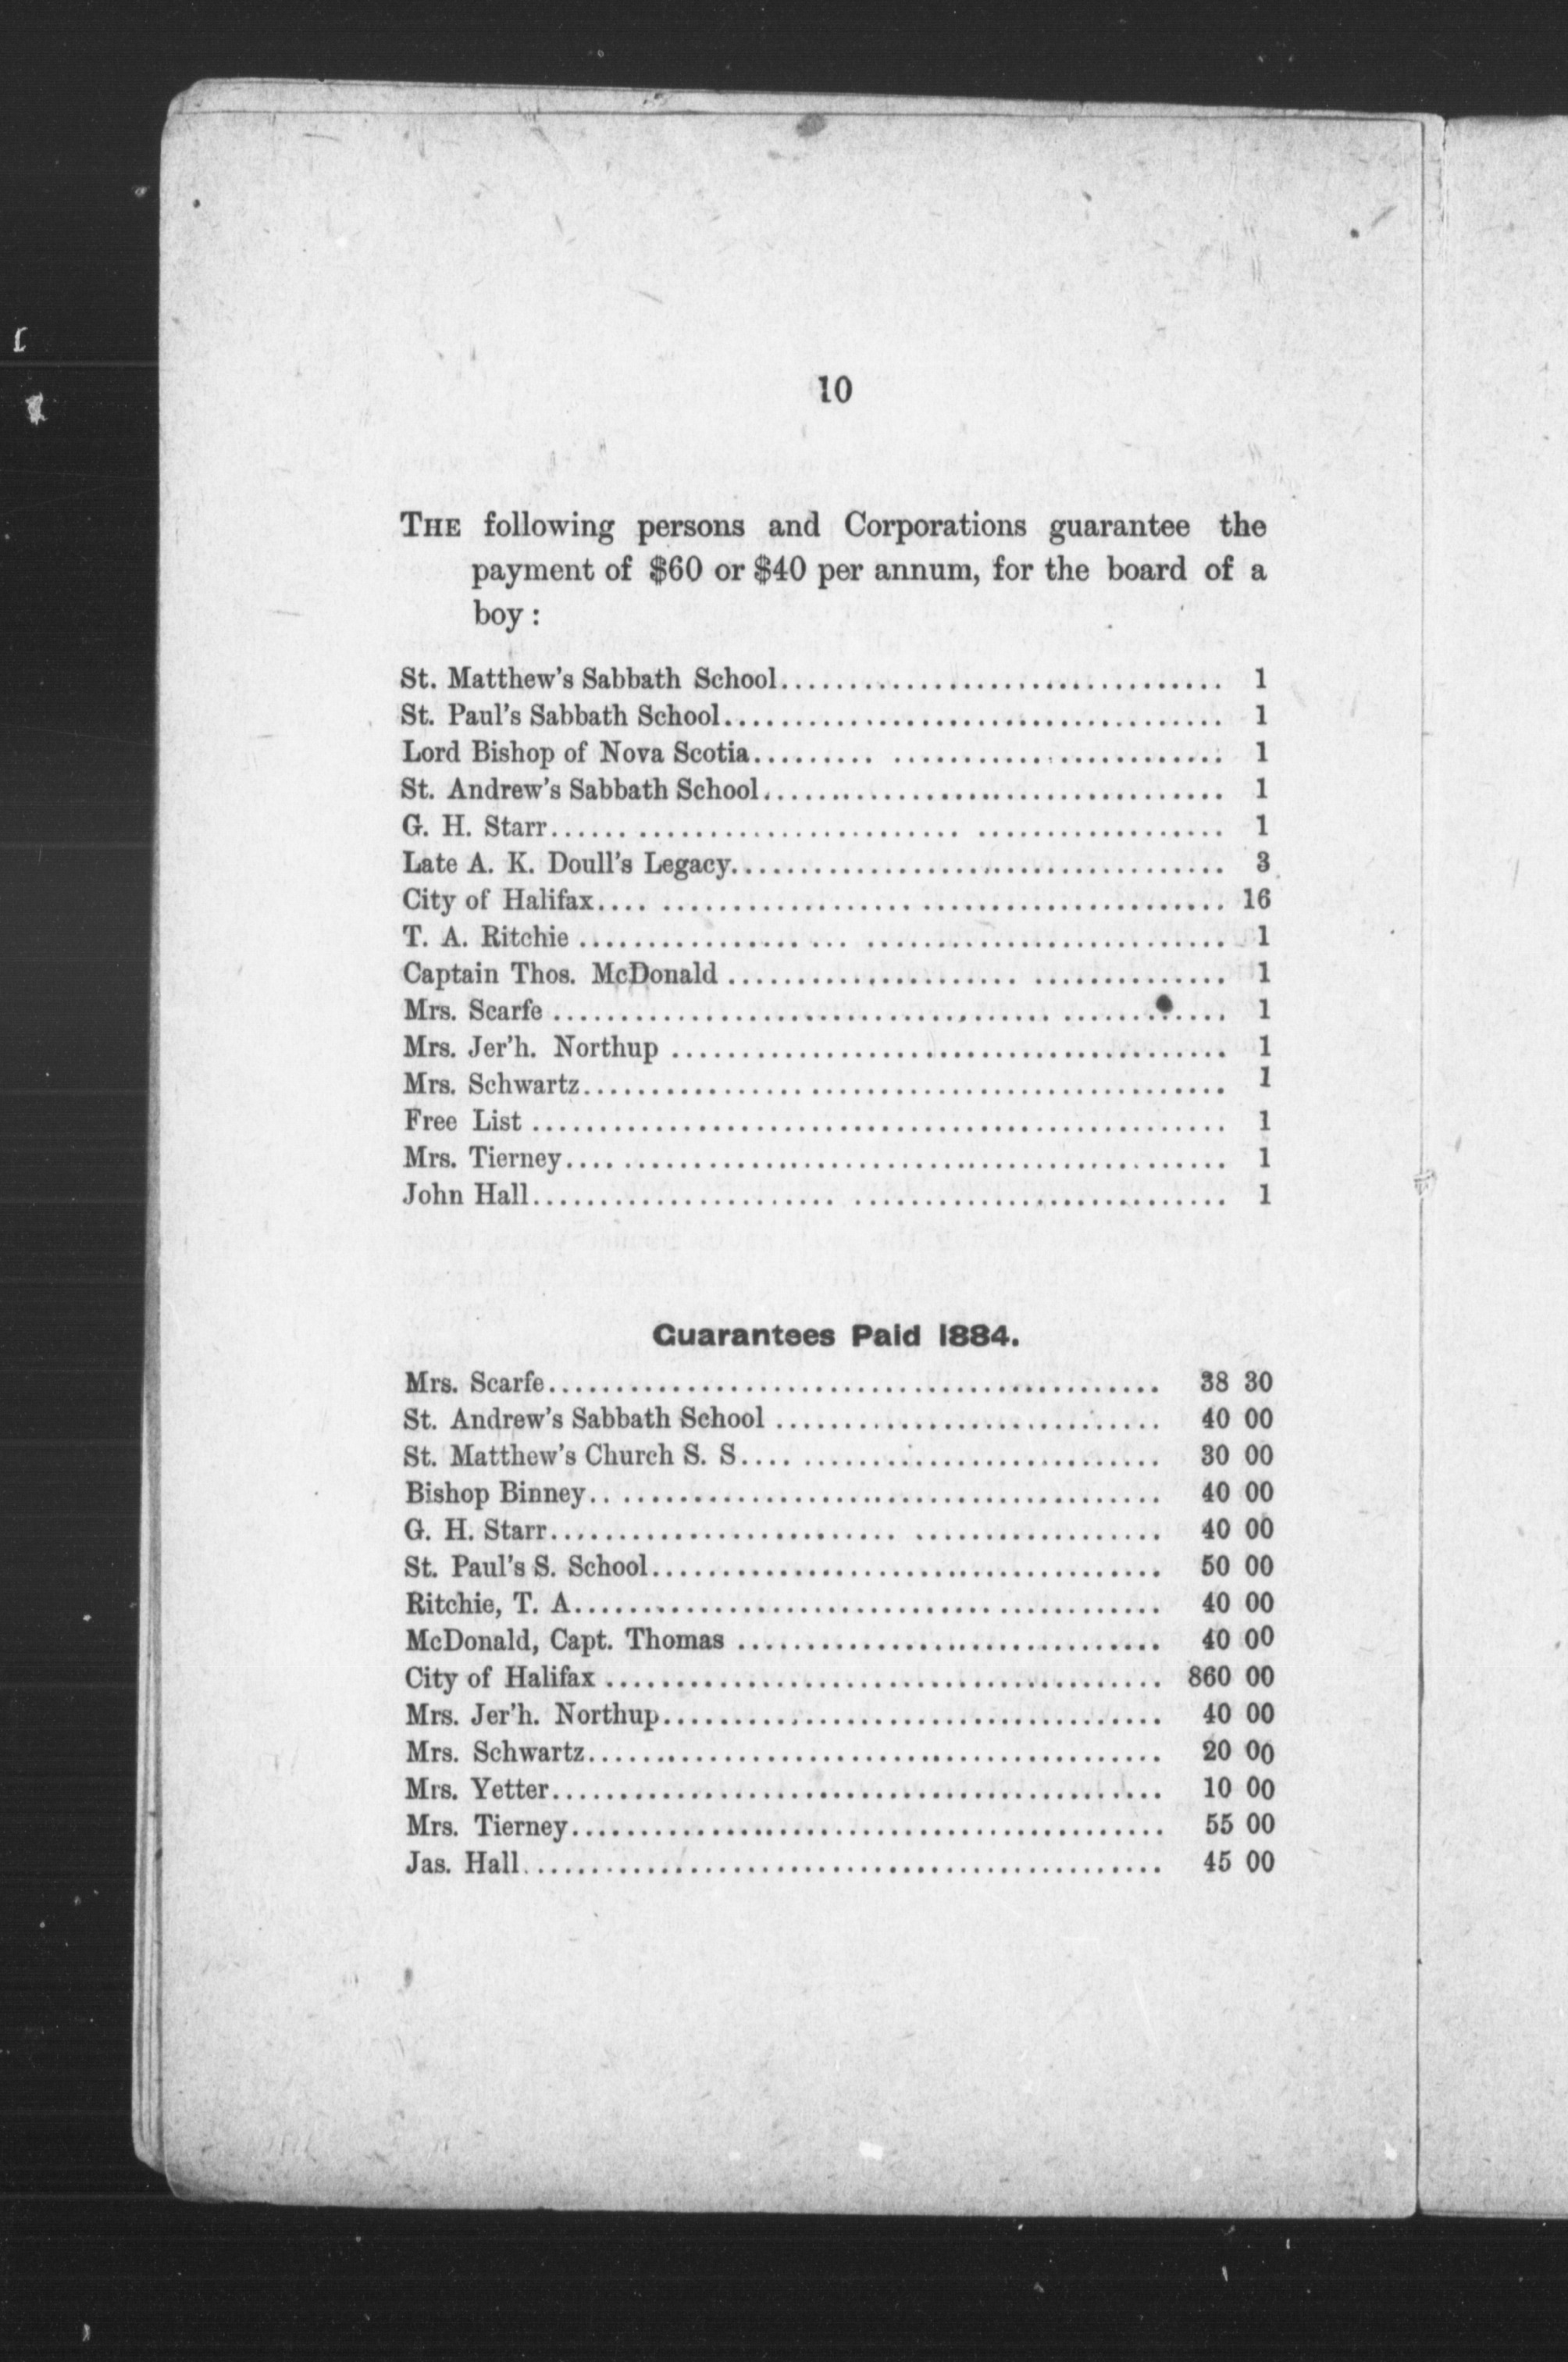 10
THE following persons and Corporations guarantee the
payment of $60 or $40 per annum, for the board of a
boy :
St. Matthew's Sabbath School................................ 1
St. Paul's Sabbath School.................................... 1
Lord Bishop of Nova Scotia......... ........................ 1
St. Andrew's Sabbath School................................. 1
G. H. Starr...... ....................... .................. 1
Late A. K. Doull's Legacy................................... 3
City of Halifax.... .................. ...................... 16
T. A. Ritchie ................ ... .......................... 1
Captain Thos. McDonald ..................... .............. 1
Mrs. Scarfe .................................... ............ 1
Mrs. Jer'h. Northup ........................................ 1
Mrs. Schwartz................. ............................ 1
Free List .................................................. 1
Mrs. Tierney.... ........................................... 1
John Hall...................... ........................... 1
Guarantees Paid 1884.
Mrs. Scarfe............................................ 38 30
St. Andrew's Sabbath School ............................ 40 00
St. Matthew's Church S. S.... .......................... 30 00
Bishop Binney.. ....................................... 40 00
G. H. Starr......................... .................. 40 00
St. Paul's S. School..................................... 50 00
Ritchie, T. A.............................. ............ 40 00
McDonald, Capt. Thomas ............................... 40 00
City of Halifax ........................................ 860 00
Mrs. Jer'h. Northup.................................... 40 00
Mrs. Schwartz......................................... 20 00
Mrs. Yetter............................................ 10 00
Mrs. Tierney........................................... 55 00
Jas. Hall.............................................. 45 00